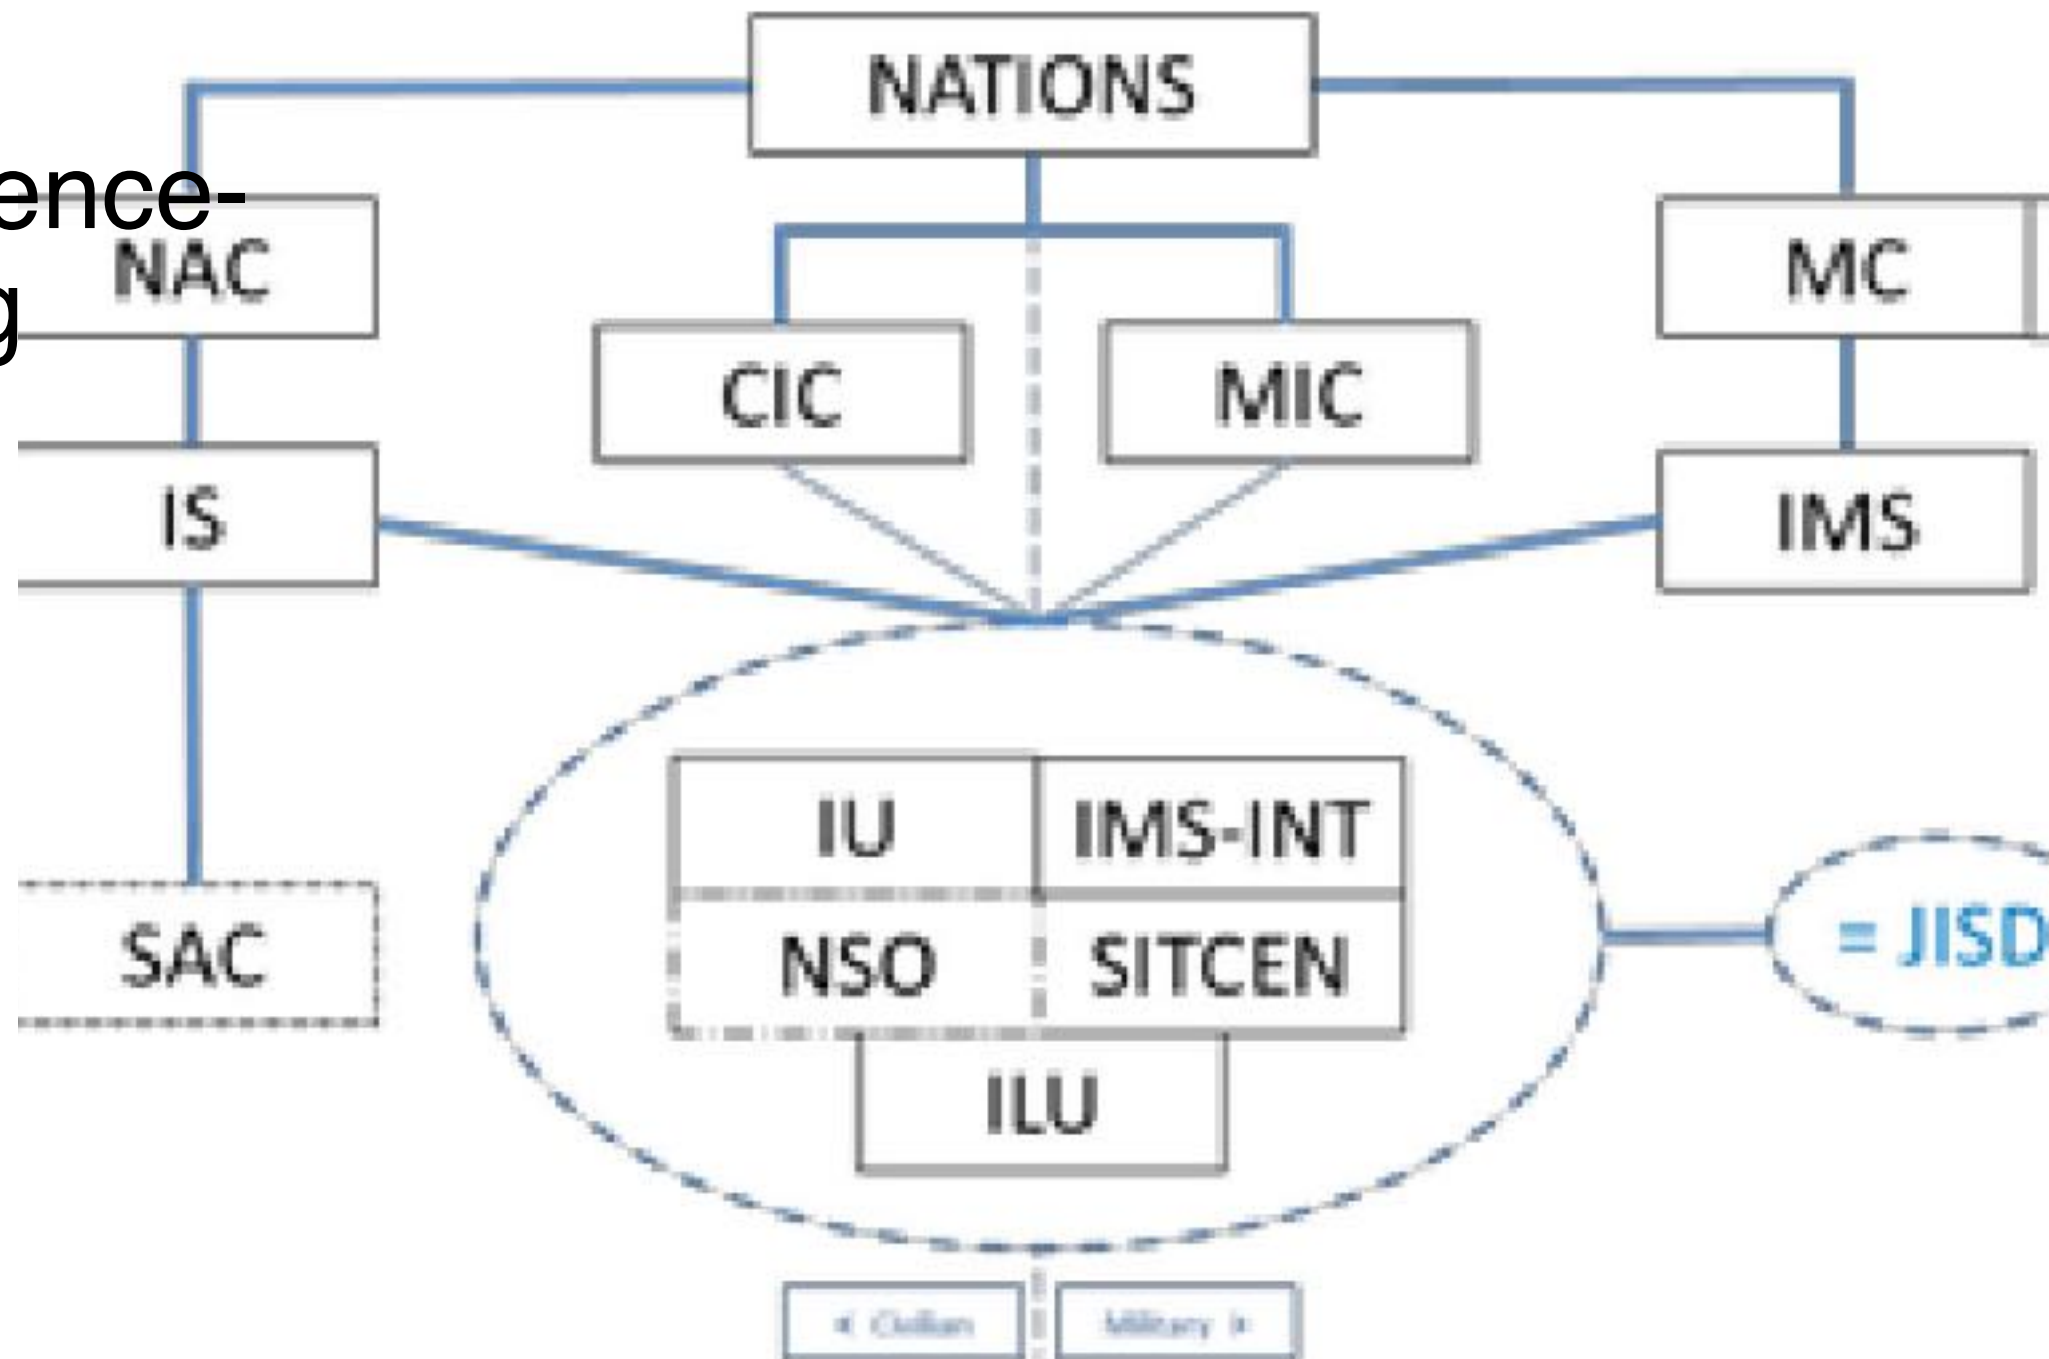 NATIONS
ence-
NAC
MC
g
CIC
MIC
IS
IMS
IU
IMS-INT
NSO
SITCEN
SAC
= JISD
ILU
Civilian
Military